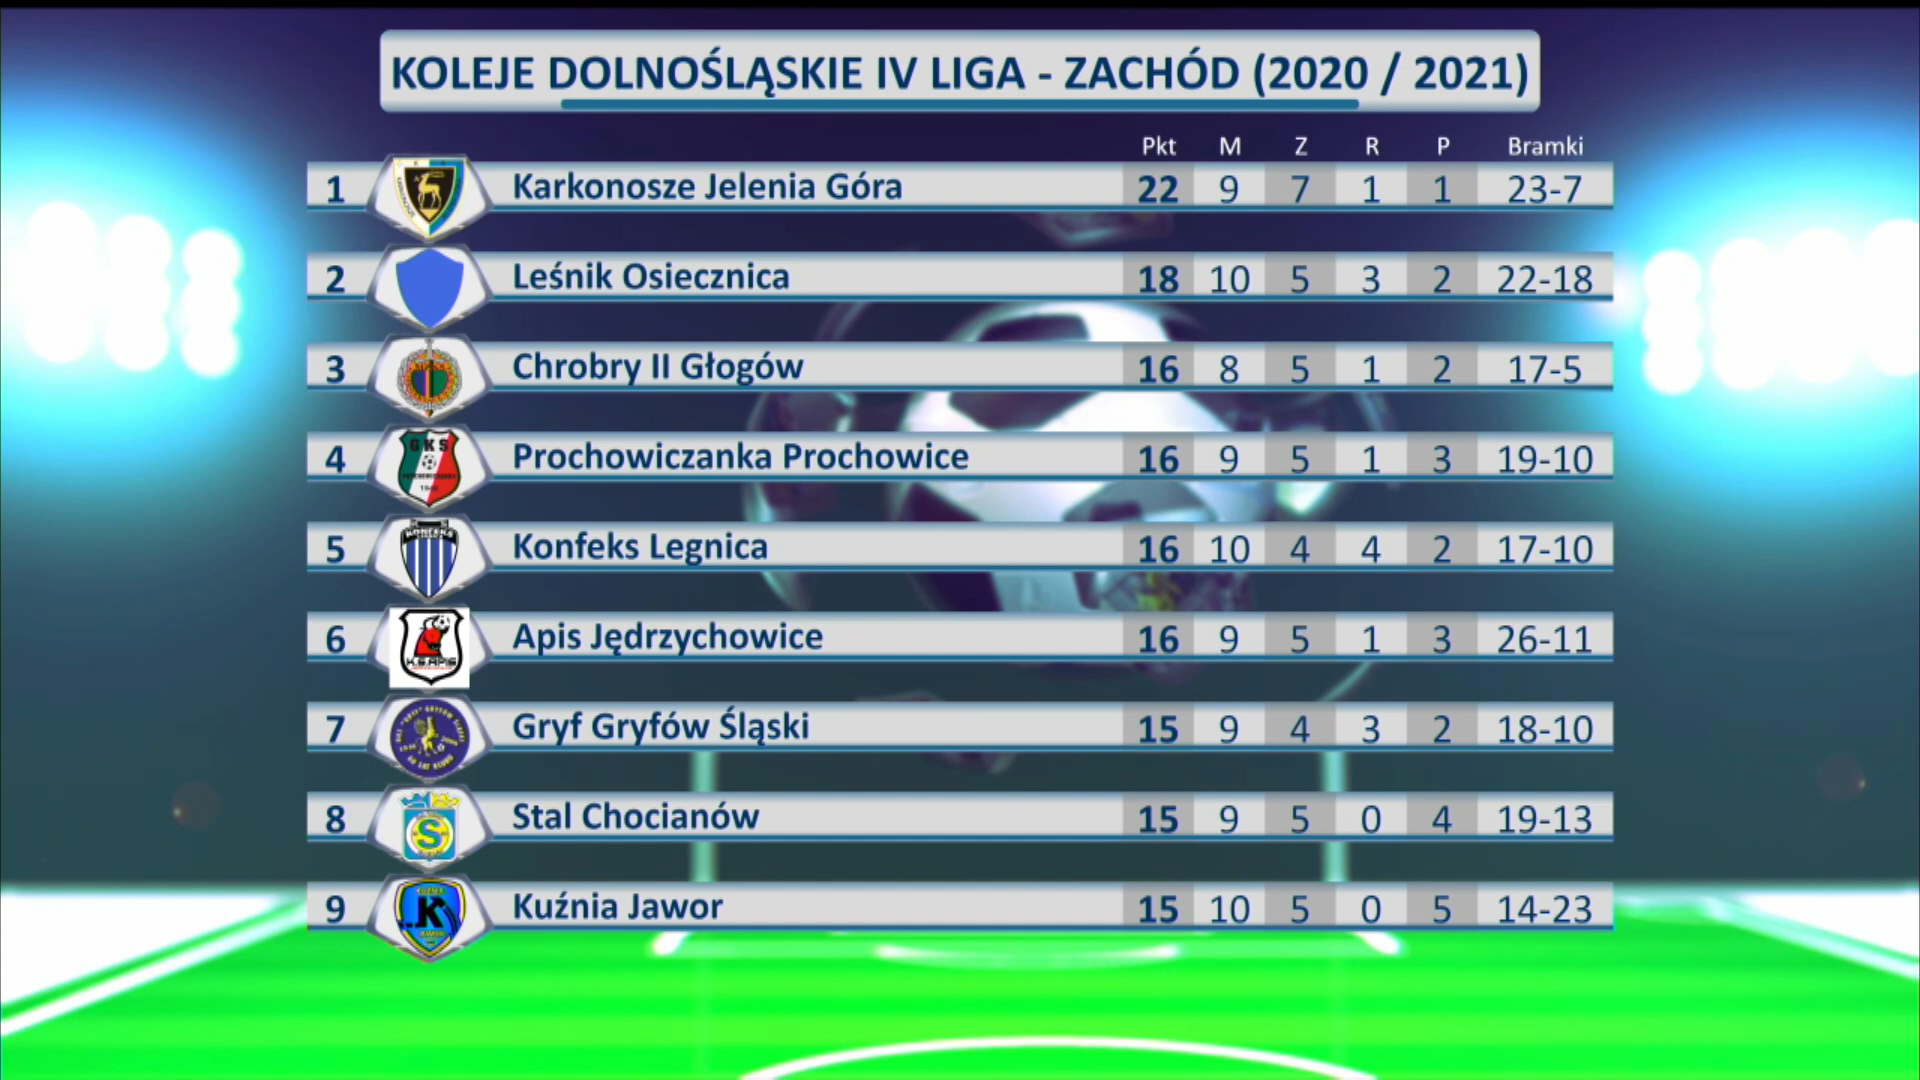 KOLEJE DOLNOŚLĄSKIE IV LIGA - ZACHÓD (2020 / 2021)
Pkt M Z R P Bramki
1 Karkonosze Jelenia Góra 22 9 7 1 1 23-7
2 Leśnik Osiecznica 18 10 5 3 2 22-18
3 Chrobry II Głogów 16 8 5 1 2 17-5
4 GKS Prochowiczanka Prochowice 16 9 5 1 3 19-10
5 KONFEKS Konfeks Legnica 16 10 4 4 2 17-10
6 K.S.APIS Apis Jędrzychowice 16 9 5 1 3 26-11
7 Gryf Gryfów Śląski 15 9 4 3 2 18-10
8 S Stal Chocianów 15 9 5 0 4 19-13
9 K Kuźnia Jawor 15 10 5 0 5 14-23